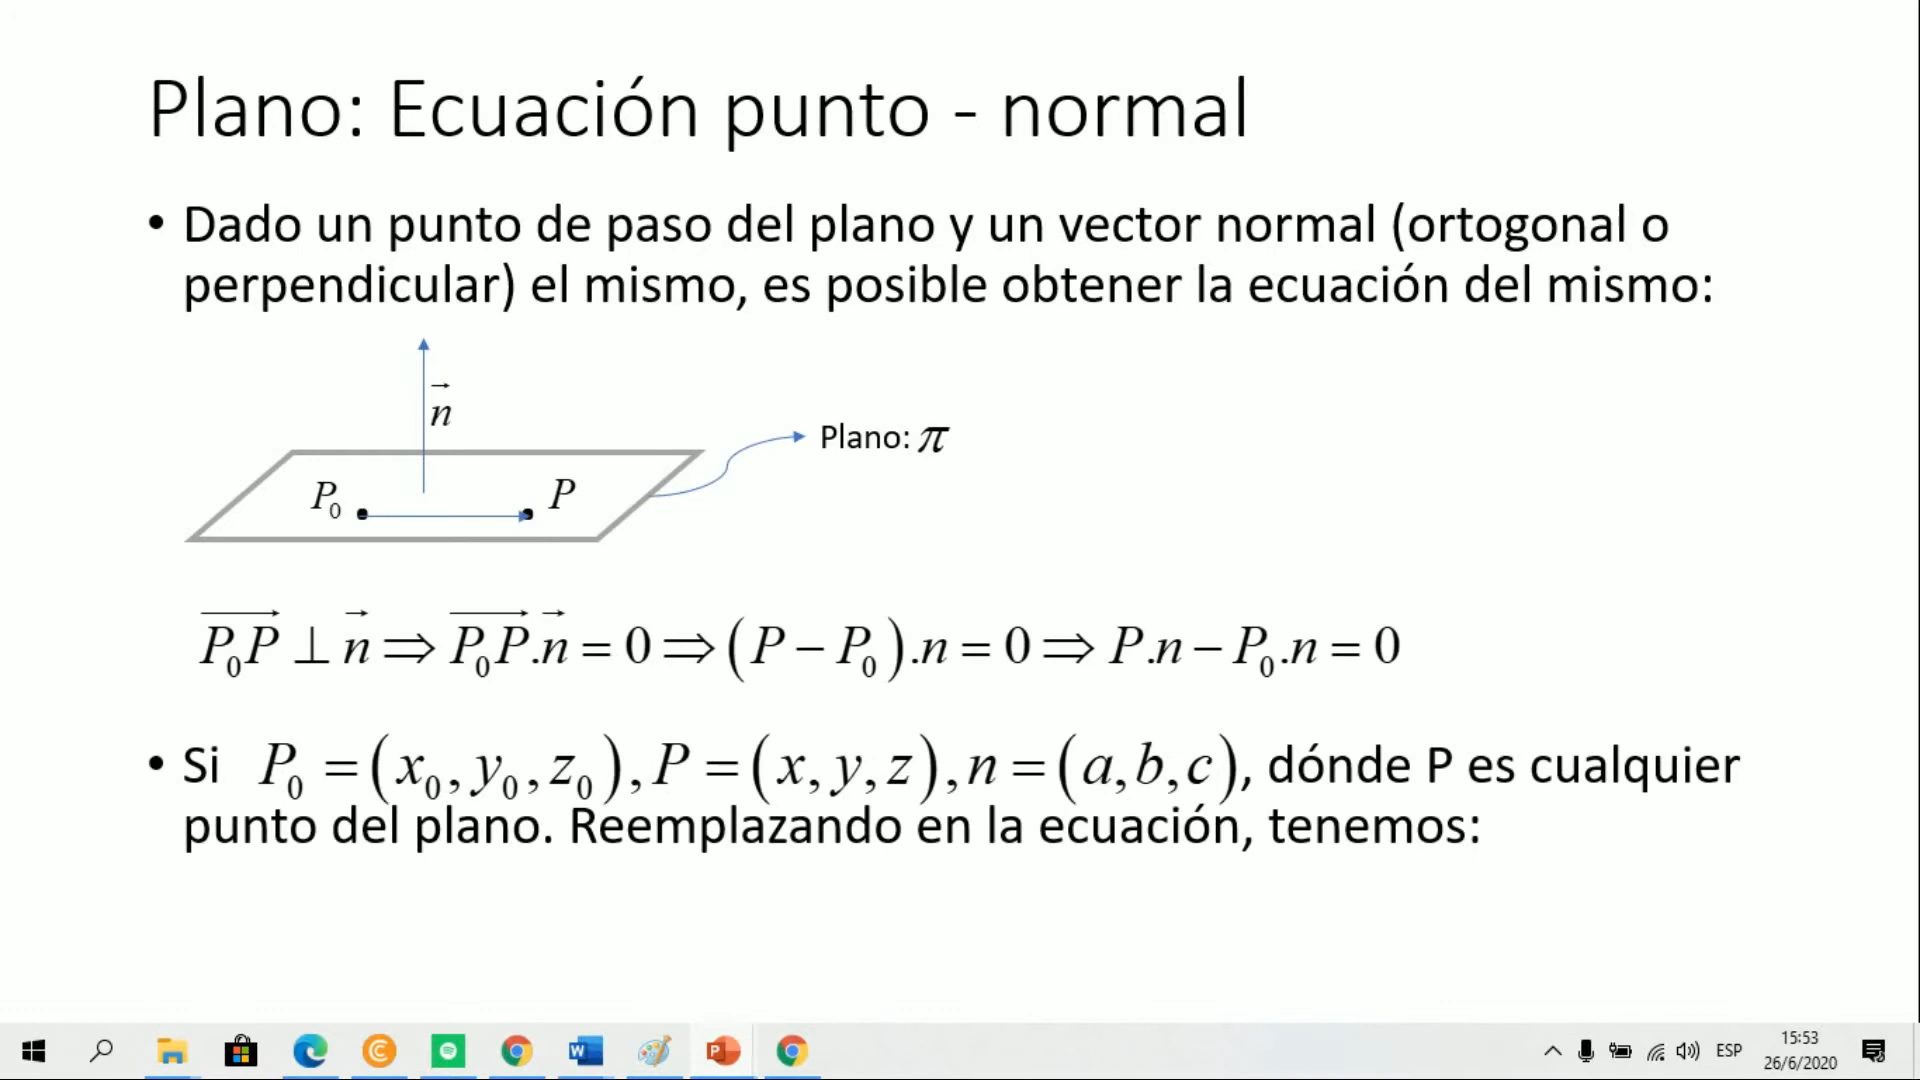 Plano: Ecuación punto - normal
• Dado un punto de paso del plano y un vector normal (ortogonal o
perpendicular) el mismo, es posible obtener la ecuación del mismo:
n⃗
Plano: π
P₀
P
P₀P⃗ ⊥ n⃗ ⇒ P₀P⃗.n⃗ = 0 ⇒ (P − P₀).n = 0 ⇒ P.n − P₀.n = 0
• Si P₀ = (x₀, y₀, z₀), P = (x, y, z), n = (a, b, c), dónde P es cualquier
punto del plano. Reemplazando en la ecuación, tenemos:
ESP
15:53
26/6/2020